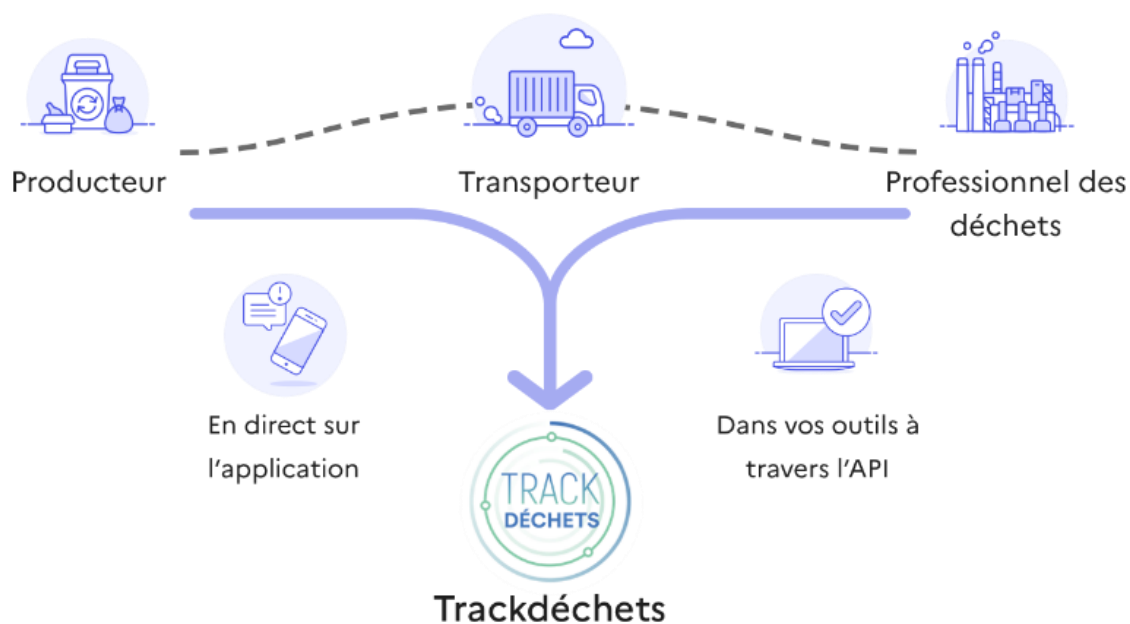 Producteur
Transporteur
Professionnel des
déchets
En direct sur
l'application
Dans vos outils à
travers l'API
TRACK
DÉCHETS
Trackdéchets